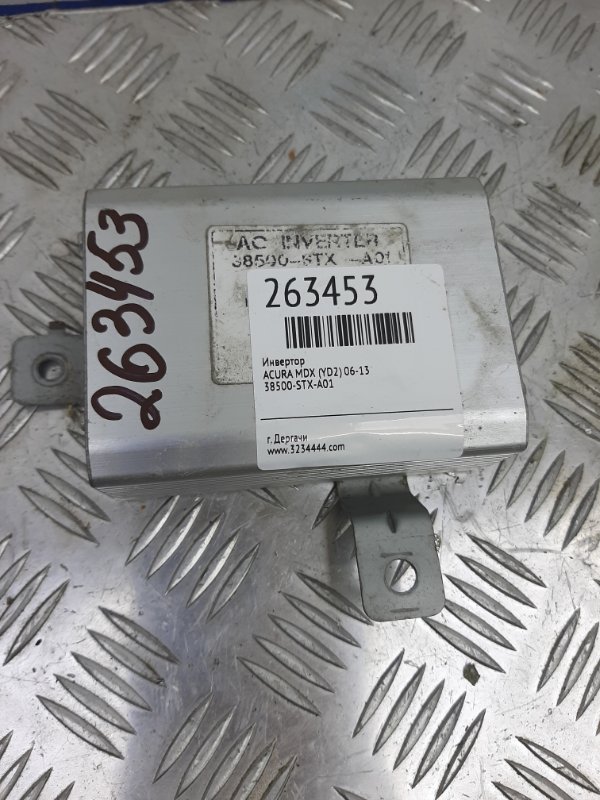 263453
AC INVERTER
38500-STX -A01
263453
Инвертор
ACURA MDX (YD2) 06-13
38500-STX-A01
г. Дергачи
www.3234444.com